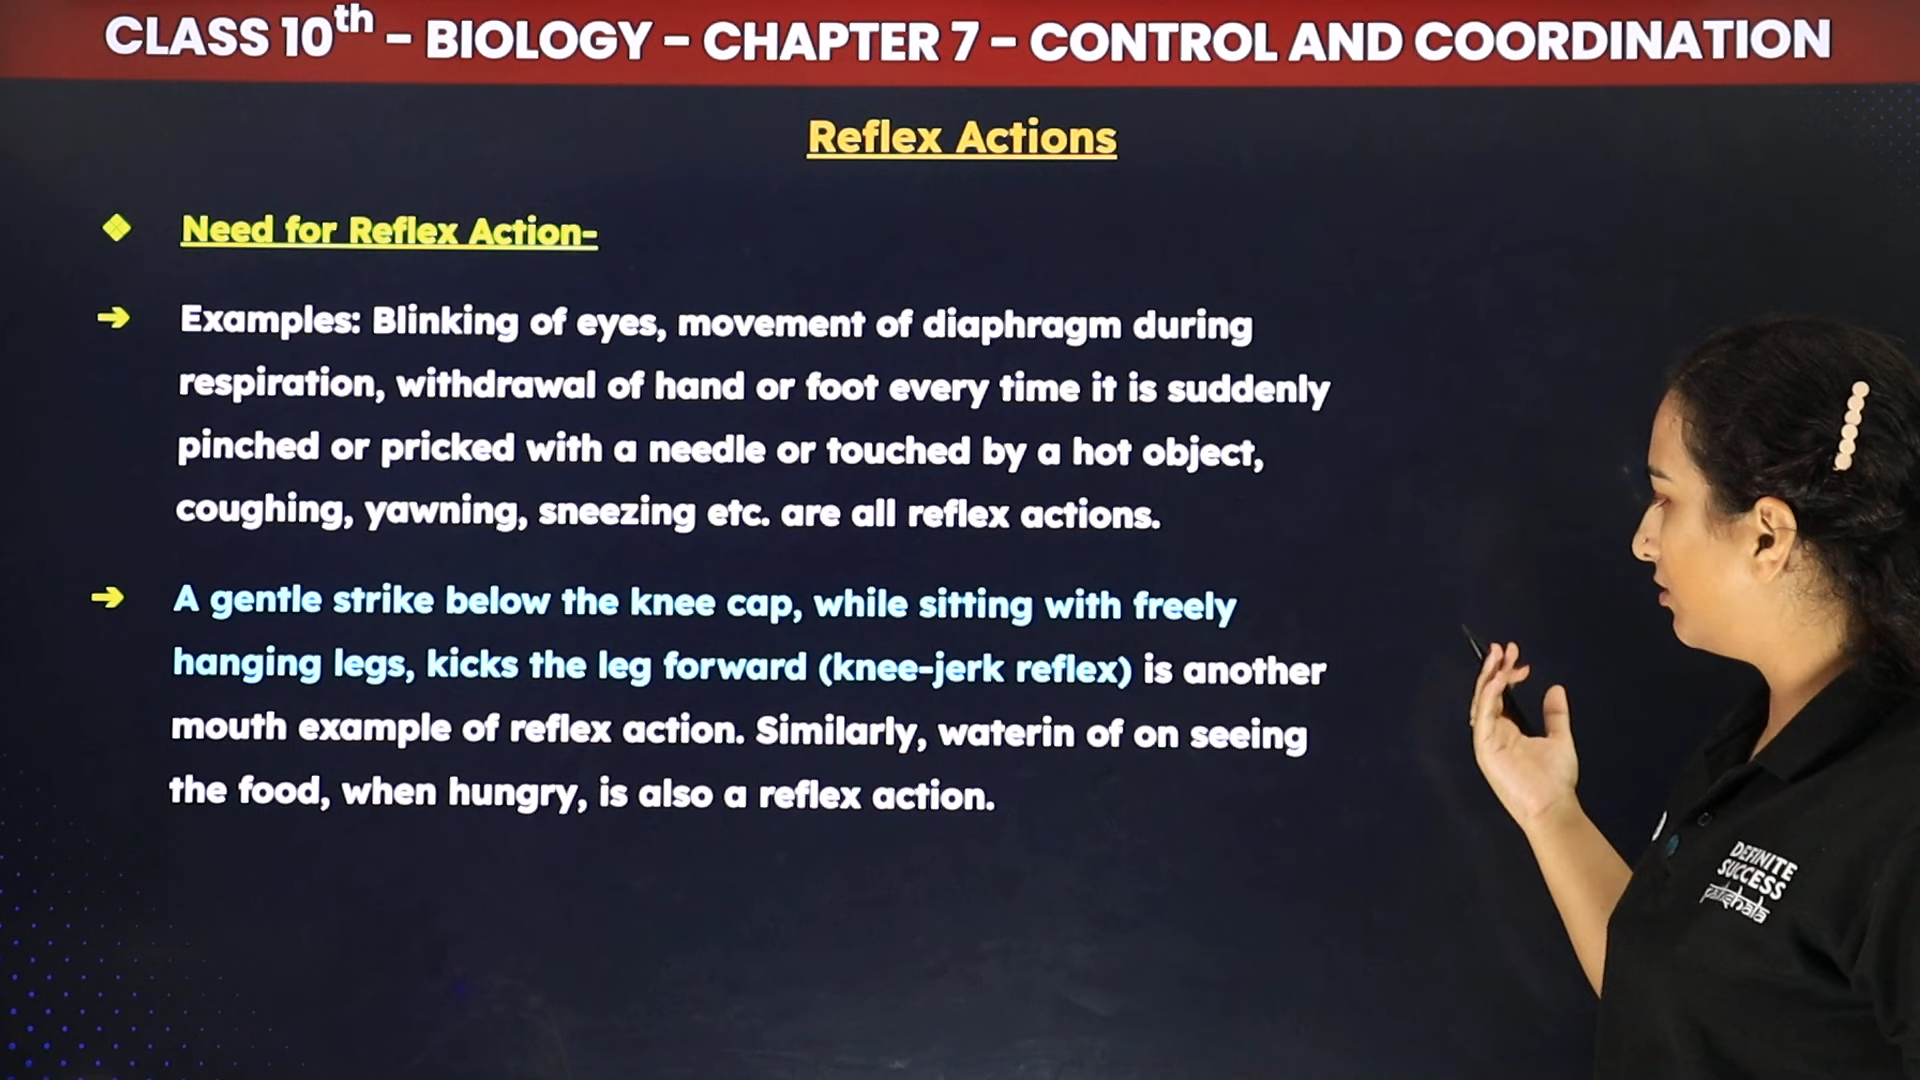 CLASS 10th - BIOLOGY - CHAPTER 7 - CONTROL AND COORDINATION
Reflex Actions
❖ Need for Reflex Action-
➔ Examples: Blinking of eyes, movement of diaphragm during
respiration, withdrawal of hand or foot every time it is suddenly
pinched or pricked with a needle or touched by a hot object,
coughing, yawning, sneezing etc. are all reflex actions.
➔ A gentle strike below the knee cap, while sitting with freely
hanging legs, kicks the leg forward (knee-jerk reflex) is another
mouth example of reflex action. Similarly, waterin of on seeing
the food, when hungry, is also a reflex action.
DEFINITE
SUCCESS